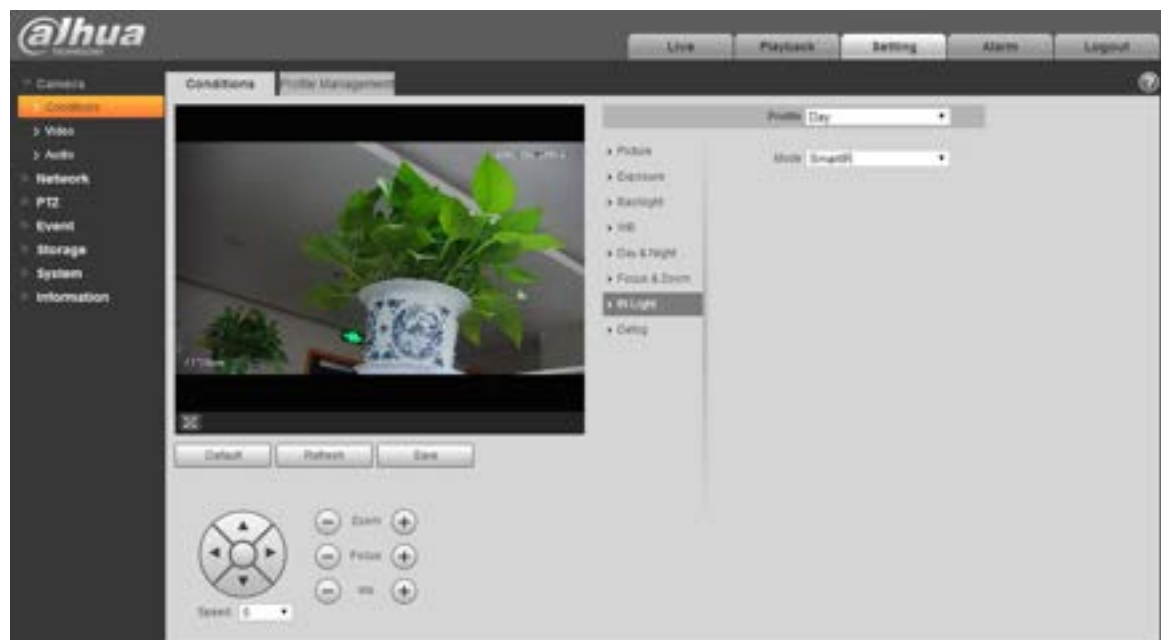 alhua
TECHNOLOGY
Live
Playback
Setting
Alarm
Logout
Camera
Conditions
Video
Audio
Network
PTZ
Event
Storage
System
Information
Conditions
Profile Management
Profile
Day
Mode
SmartIR
Picture
Exposure
Backlight
WB
Day & Night
Focus & Zoom
IR Light
Defog
Default
Refresh
Save
Zoom
Focus
Iris
Speed